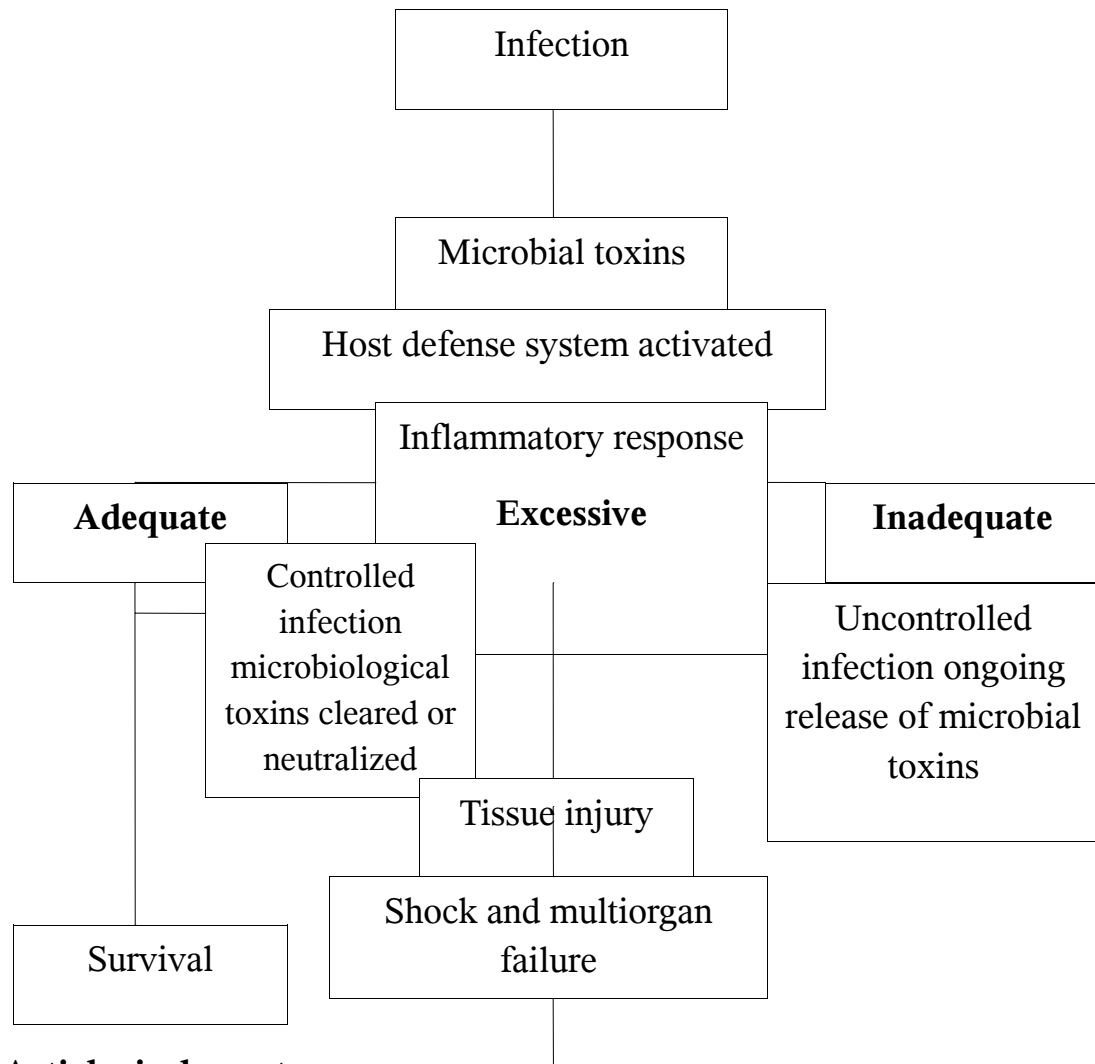 Infection
Microbial toxins
Host defense system activated
Inflammatory response
Adequate
Excessive
Inadequate
Controlled
infection
microbiological
toxins cleared or
neutralized
Uncontrolled
infection ongoing
release of microbial
toxins
Tissue injury
Shock and multiorgan
failure
Survival